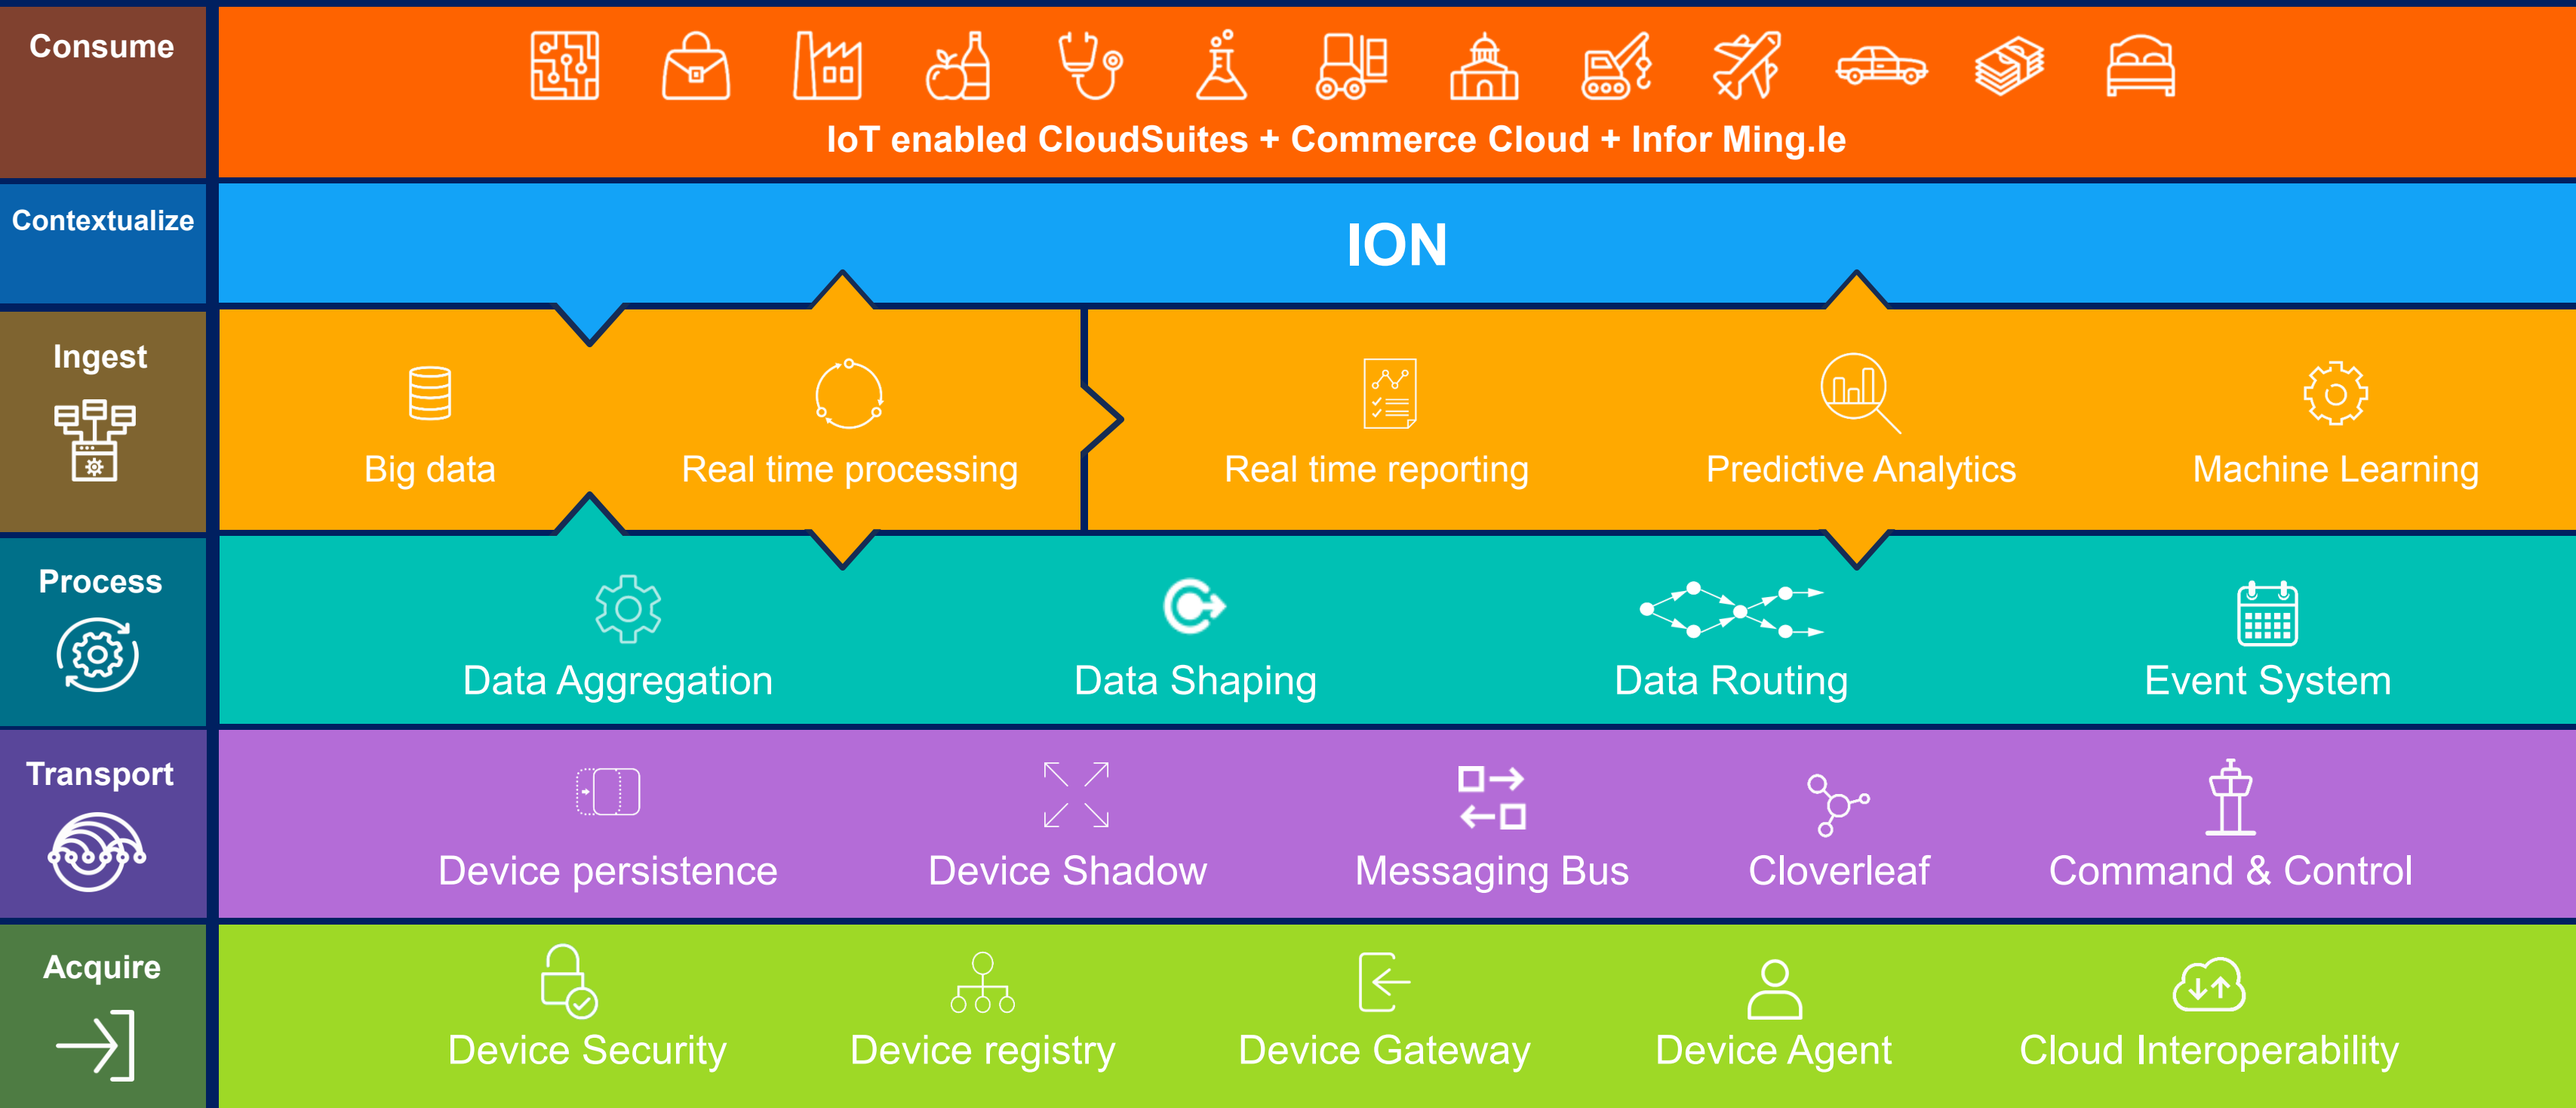 Consume
IoT enabled CloudSuites + Commerce Cloud + Infor Ming.le
Contextualize
ION
Ingest
Big data
Real time processing
Real time reporting
Predictive Analytics
Machine Learning
Process
Data Aggregation
Data Shaping
Data Routing
Event System
Transport
Device persistence
Device Shadow
Messaging Bus
Cloverleaf
Command & Control
Acquire
Device Security
Device registry
Device Gateway
Device Agent
Cloud Interoperability